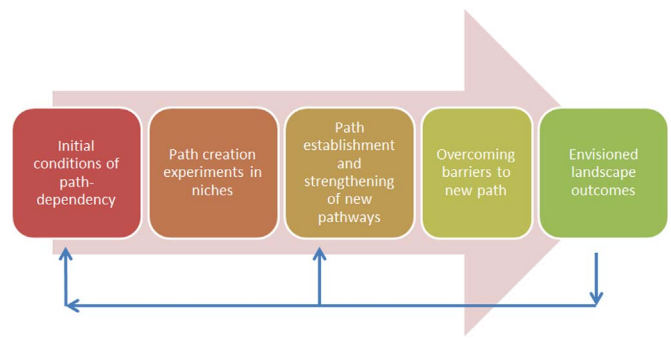 Initial
conditions of
path-
dependency
Path creation
experiments in
niches
Path
establishment
and
strengthening
of new
pathways
Overcoming
barriers to
new path
Envisioned
landscape
outcomes